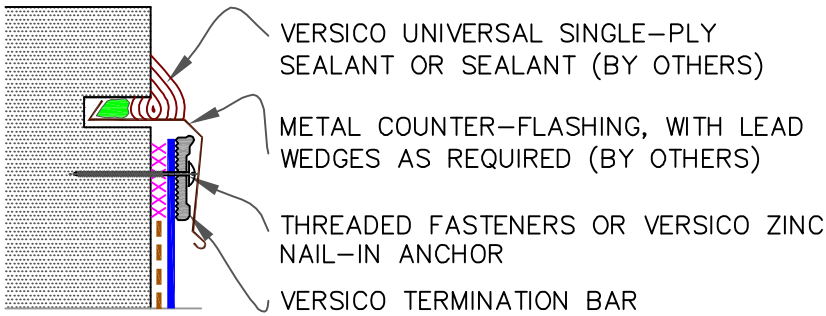 VERSICO UNIVERSAL SINGLE-PLY
SEALANT OR SEALANT (BY OTHERS)
METAL COUNTER-FLASHING, WITH LEAD
WEDGES AS REQUIRED (BY OTHERS)
THREADED FASTENERS OR VERSICO ZINC
NAIL-IN ANCHOR
VERSICO TERMINATION BAR